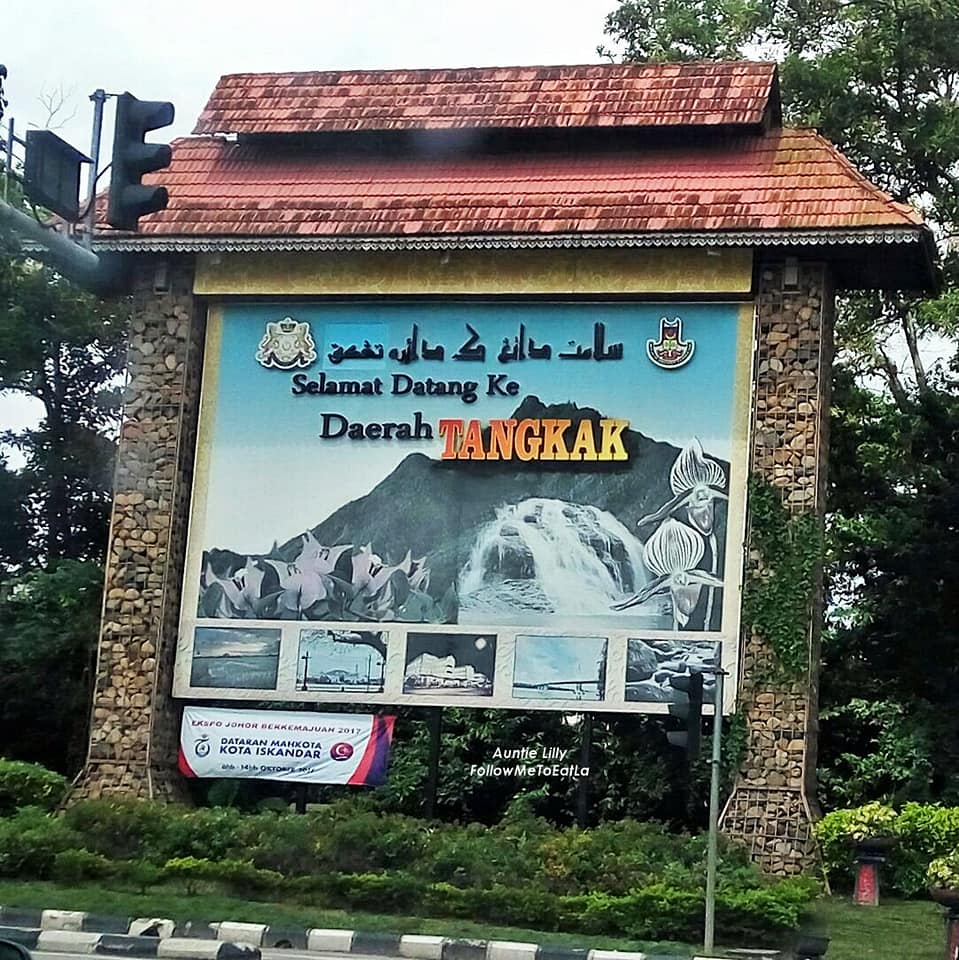 سلامت داتڠ ک دايره تڠکق
Selamat Datang Ke
Daerah TANGKAK
EKSPO JOHOR BERKEMAJUAN 2017
DATARAN MAHKOTA
KOTA ISKANDAR
Auntie Lilly
FollowMeToEatLa